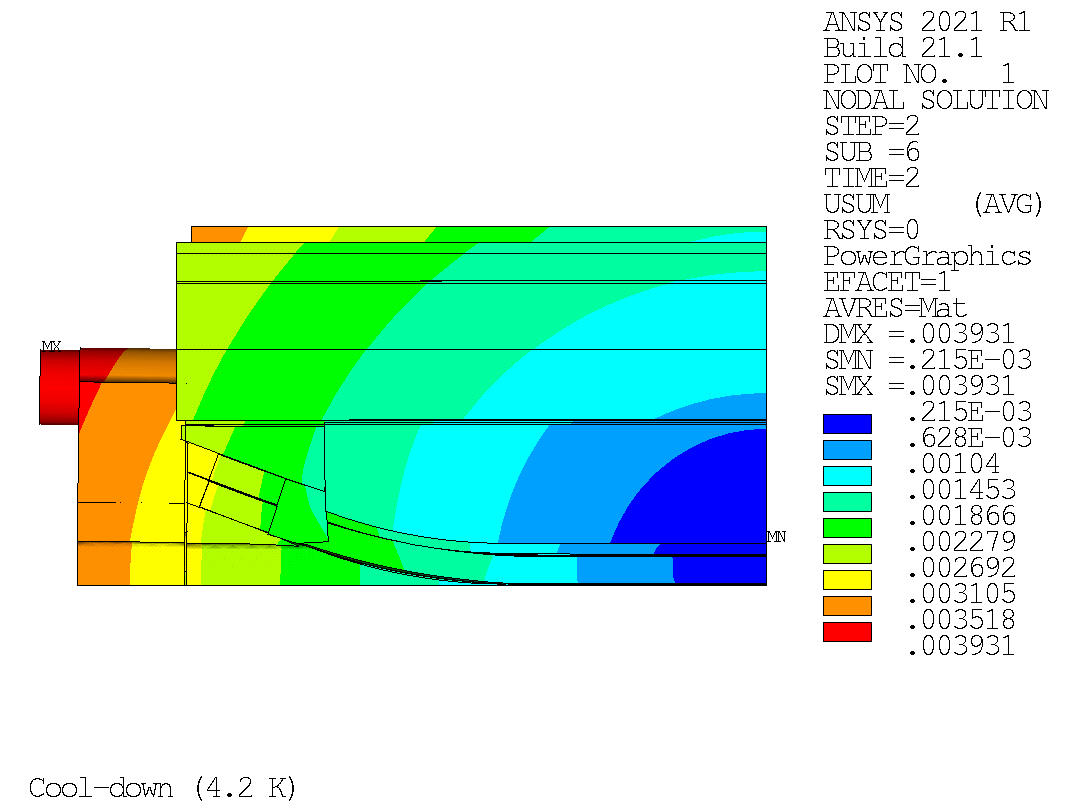 ANSYS 2021 R1
Build 21.1
PLOT NO.   1
NODAL SOLUTION
STEP=2
SUB =6
TIME=2
USUM     (AVG)
RSYS=0
PowerGraphics
EFACET=1
AVRES=Mat
DMX =.003931
SMN =.215E-03
SMX =.003931
.215E-03
.628E-03
.00104
.001453
.001866
.002279
.002692
.003105
.003518
.003931
MX
MN
Cool-down (4.2 K)